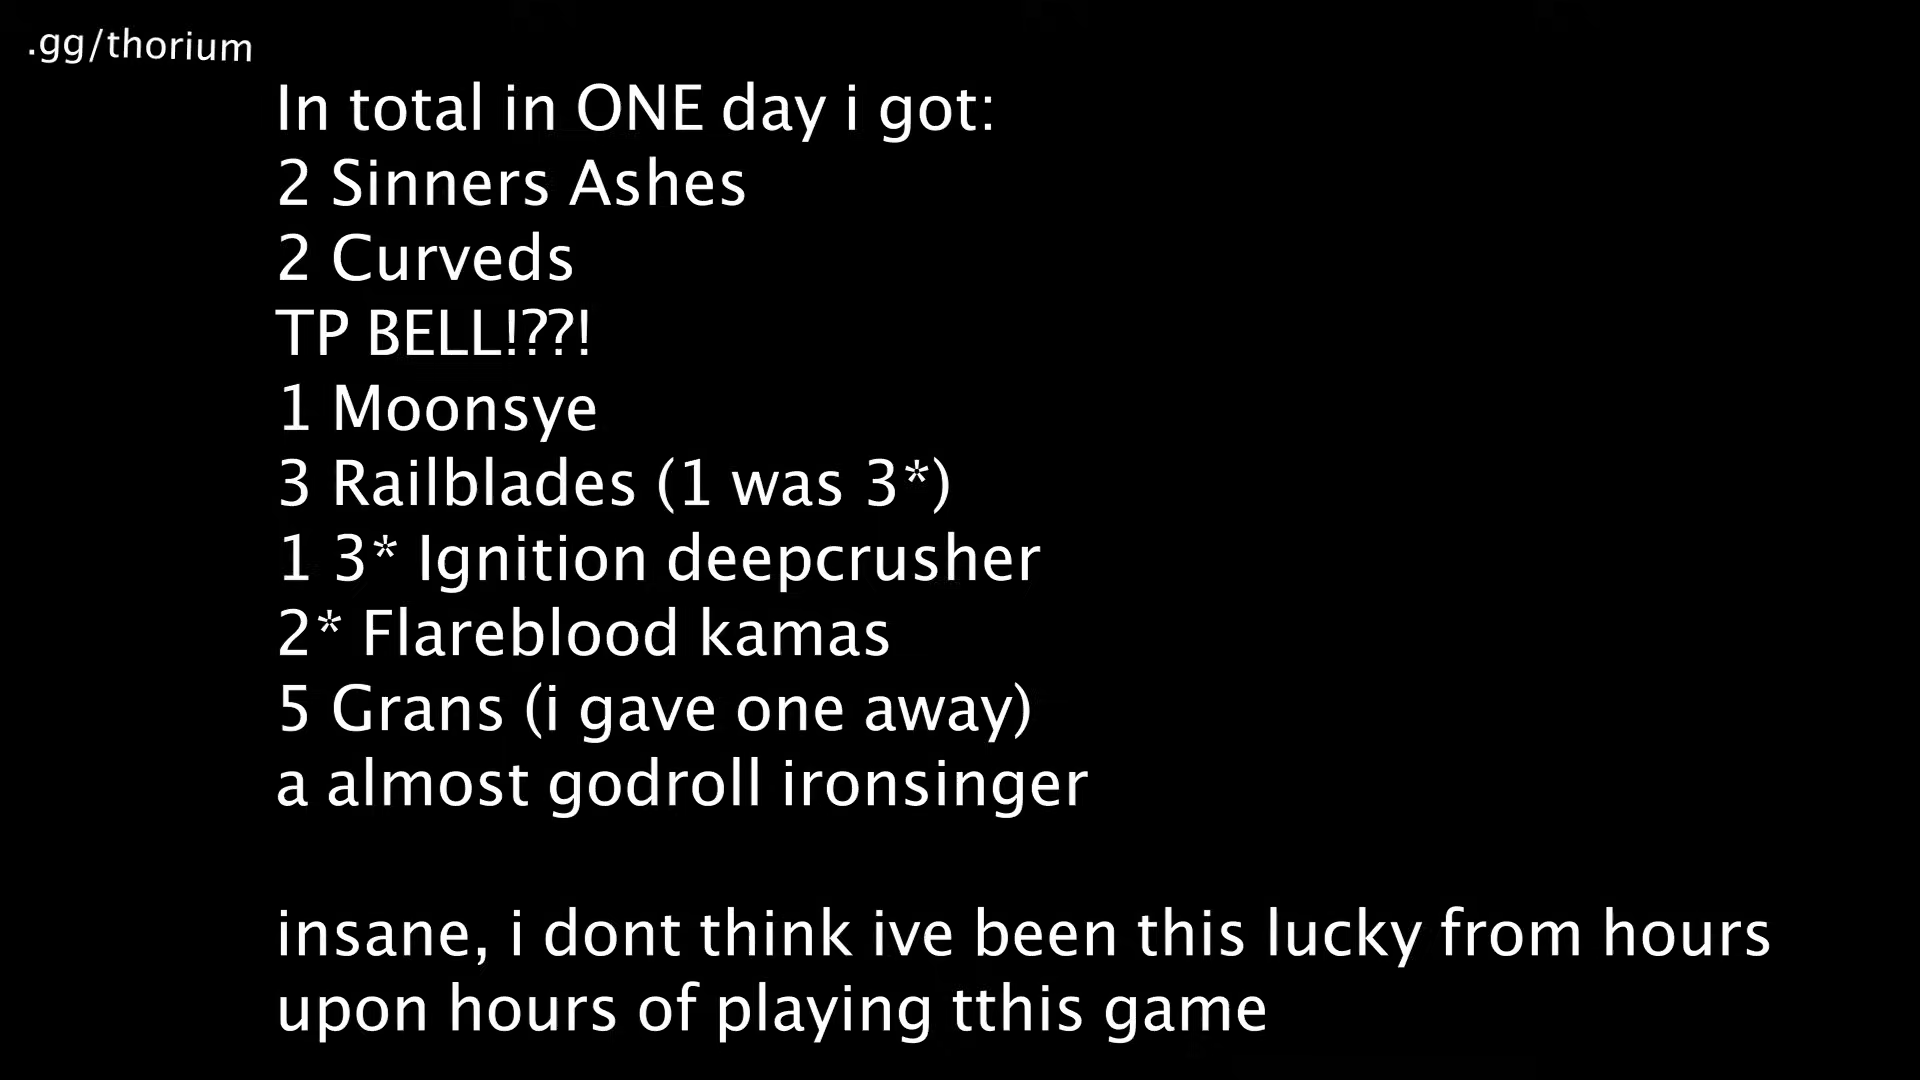 .gg/thorium
In total in ONE day i got:
2 Sinners Ashes
2 Curveds
TP BELL!??!
1 Moonsye
3 Railblades (1 was 3*)
1 3* Ignition deepcrusher
2* Flareblood kamas
5 Grans (i gave one away)
a almost godroll ironsinger
insane, i dont think ive been this lucky from hours
upon hours of playing tthis game